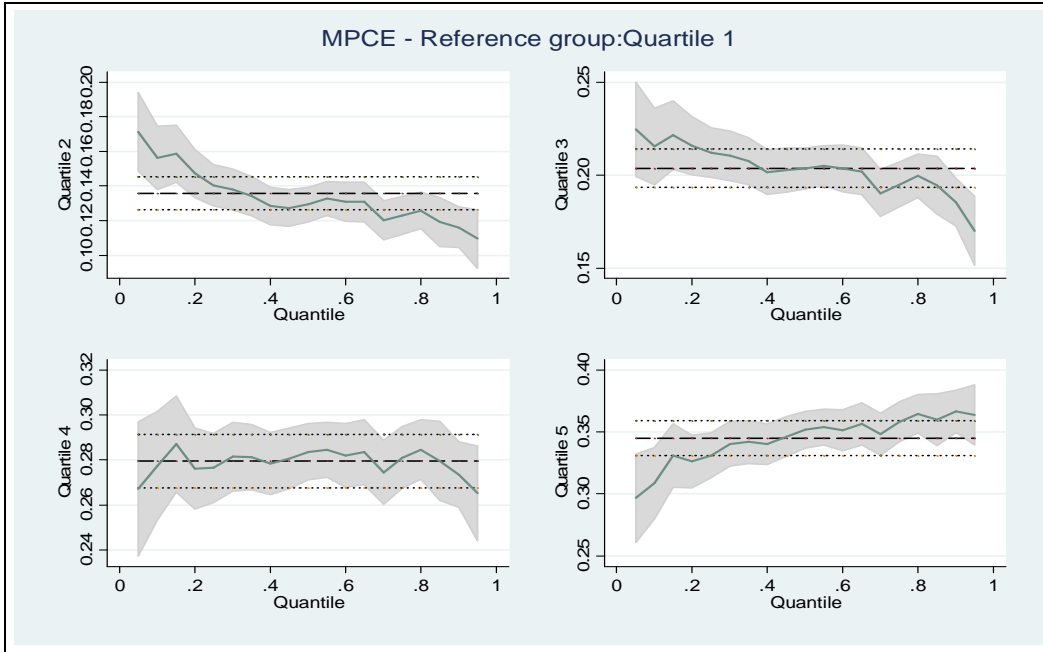 MPCE - Reference group:Quartile 1
Quartile 2
0.100.120.140.160.180.20
0 .2 .4 .6 .8 1
Quantile
Quartile 3
0.15 0.20 0.25
0 .2 .4 .6 .8 1
Quantile
Quartile 4
0.24 0.26 0.28 0.30 0.32
0 .2 .4 .6 .8 1
Quantile
Quartile 5
0.25 0.30 0.35 0.40
0 .2 .4 .6 .8 1
Quantile